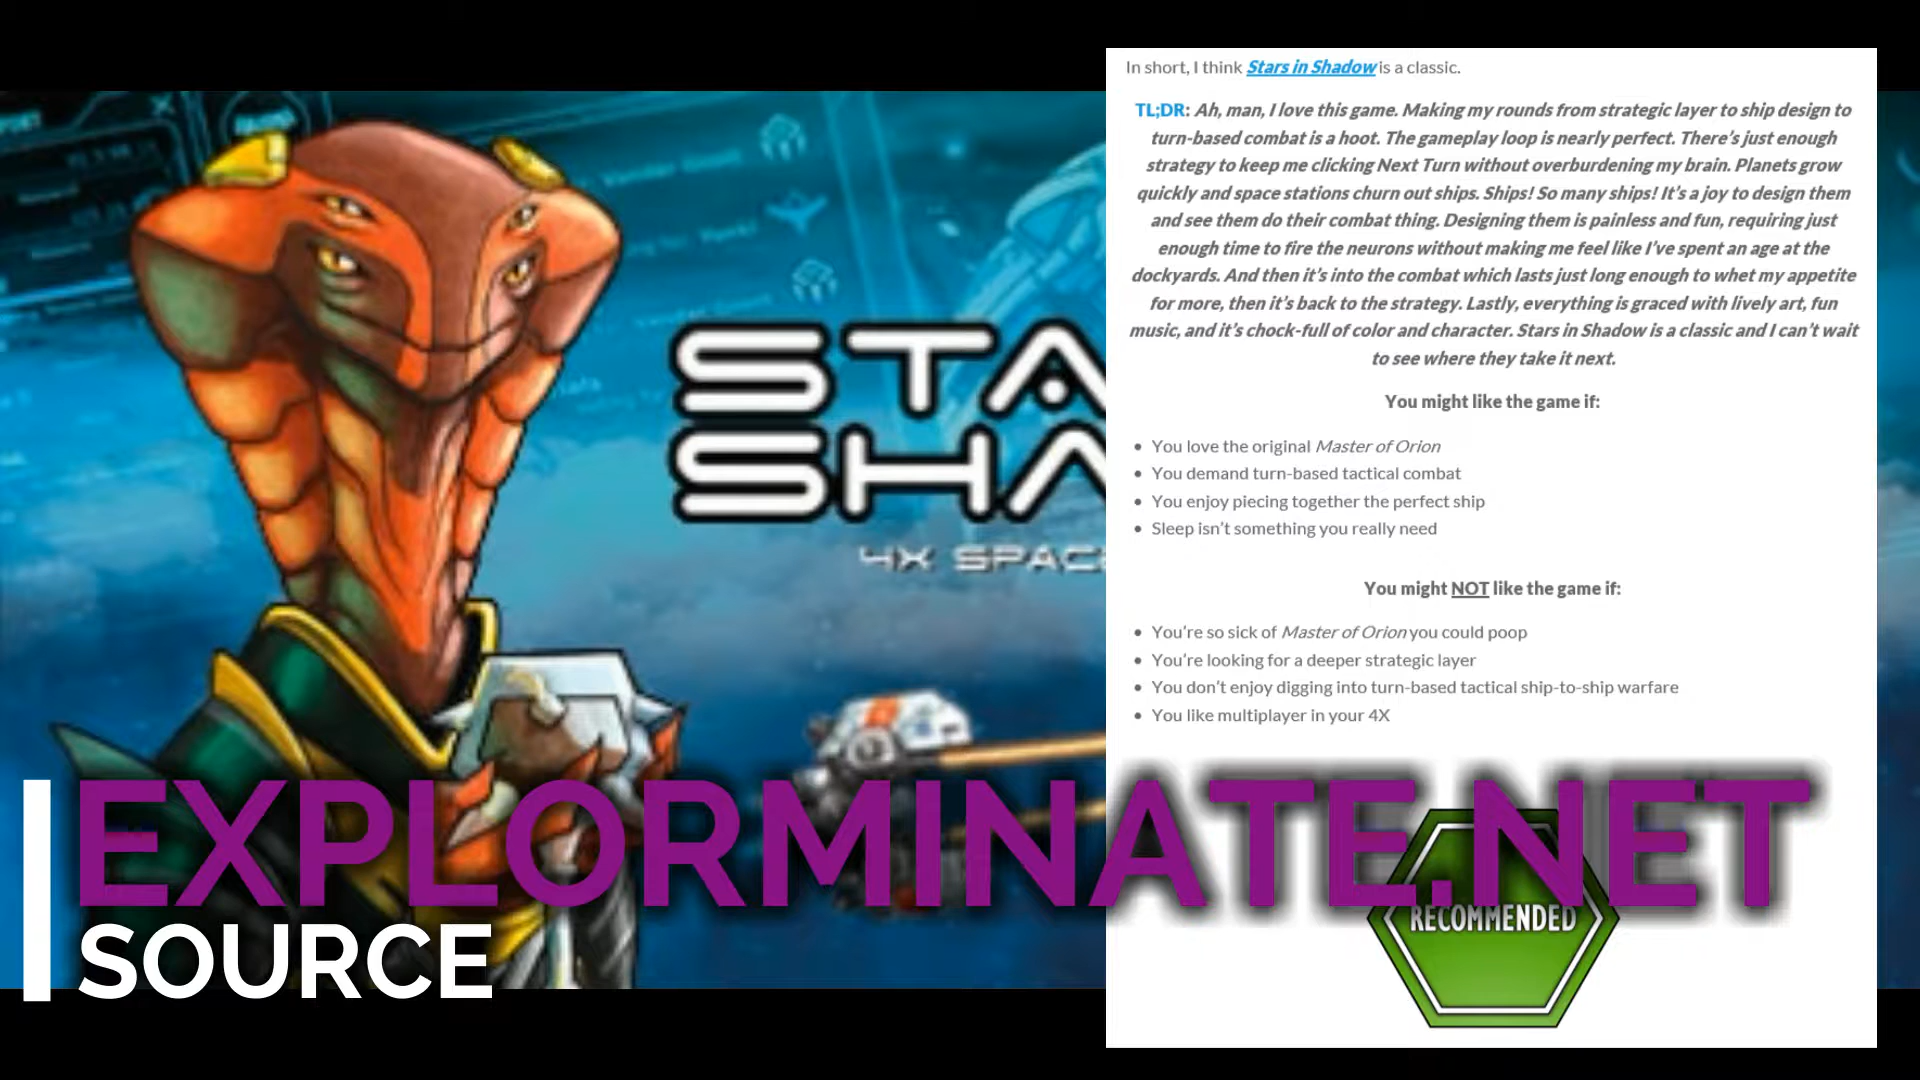 In short, I think Stars in Shadow is a classic.
TL;DR: Ah, man, I love this game. Making my rounds from strategic layer to ship design to
turn-based combat is a hoot. The gameplay loop is nearly perfect. There's just enough
strategy to keep me clicking Next Turn without overburdening my brain. Planets grow
quickly and space stations churn out ships. Ships! So many ships! It's a joy to design them
and see them do their combat thing. Designing them is painless and fun, requiring just
enough time to fire the neurons without making me feel like I've spent an age at the
dockyards. And then it's into the combat which lasts just long enough to whet my appetite
for more, then it's back to the strategy. Lastly, everything is graced with lively art, fun
music, and it's chock-full of color and character. Stars in Shadow is a classic and I can't wait
to see where they take it next.
You might like the game if:
• You love the original Master of Orion
• You demand turn-based tactical combat
• You enjoy piecing together the perfect ship
• Sleep isn't something you really need
You might NOT like the game if:
• You're so sick of Master of Orion you could poop
• You're looking for a deeper strategic layer
• You don't enjoy digging into turn-based tactical ship-to-ship warfare
• You like multiplayer in your 4X
STA
SHA
4X SPAC
EXPLORMINATE.NET
RECOMMENDED
SOURCE